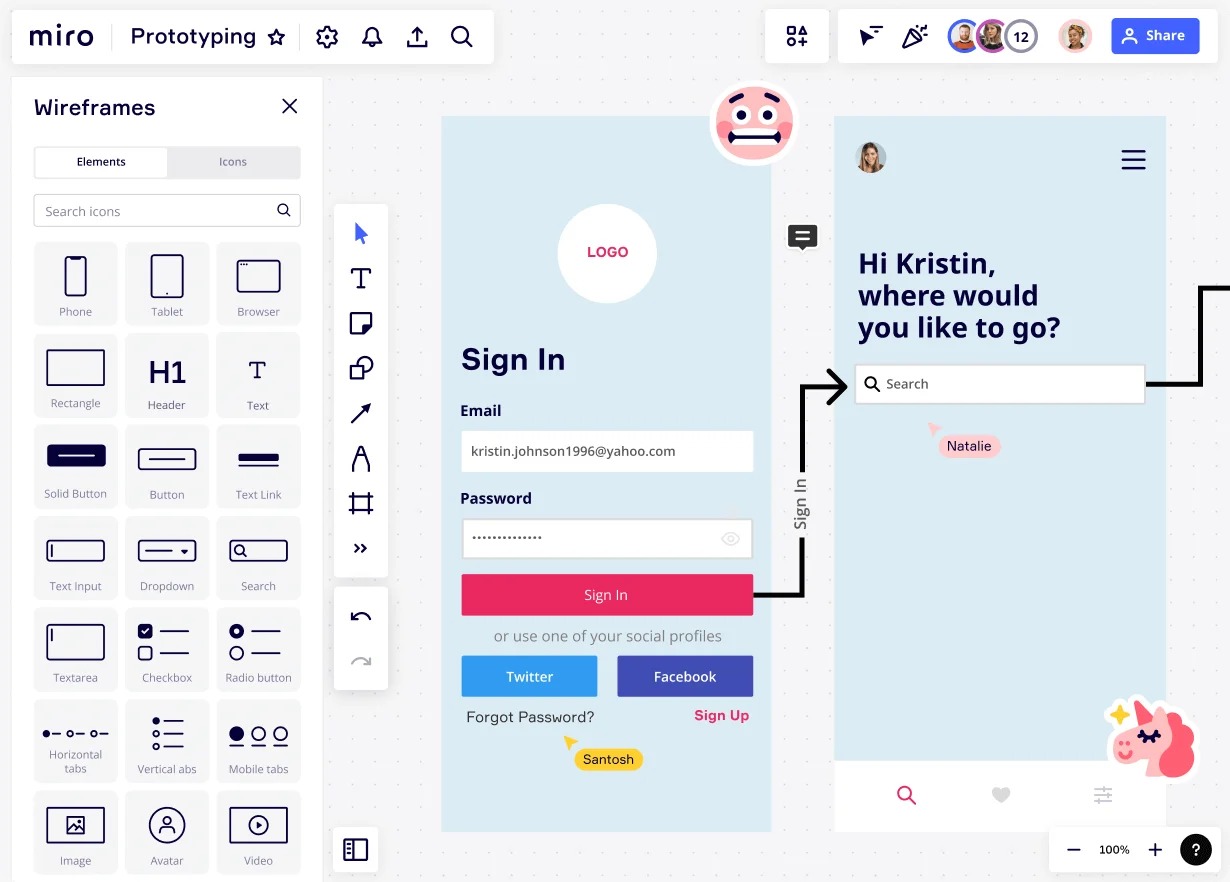 miro
Prototyping
12
Share
Wireframes
Elements
Icons
Search icons
Phone
Tablet
Browser
Rectangle
H1
Header
T
Text
Solid Button
Button
Text Link
Text Input
Dropdown
Search
Textarea
Checkbox
Radio button
Horizontal
tabs
Vertical abs
Mobile tabs
Image
Avatar
Video
T
LOGO
Sign In
Email
kristin.johnson1996@yahoo.com
Password
Sign In
or use one of your social profiles
Twitter
Facebook
Forgot Password?
Sign Up
Santosh
Sign In
Hi Kristin,
where would
you like to go?
Search
Natalie
100%
?